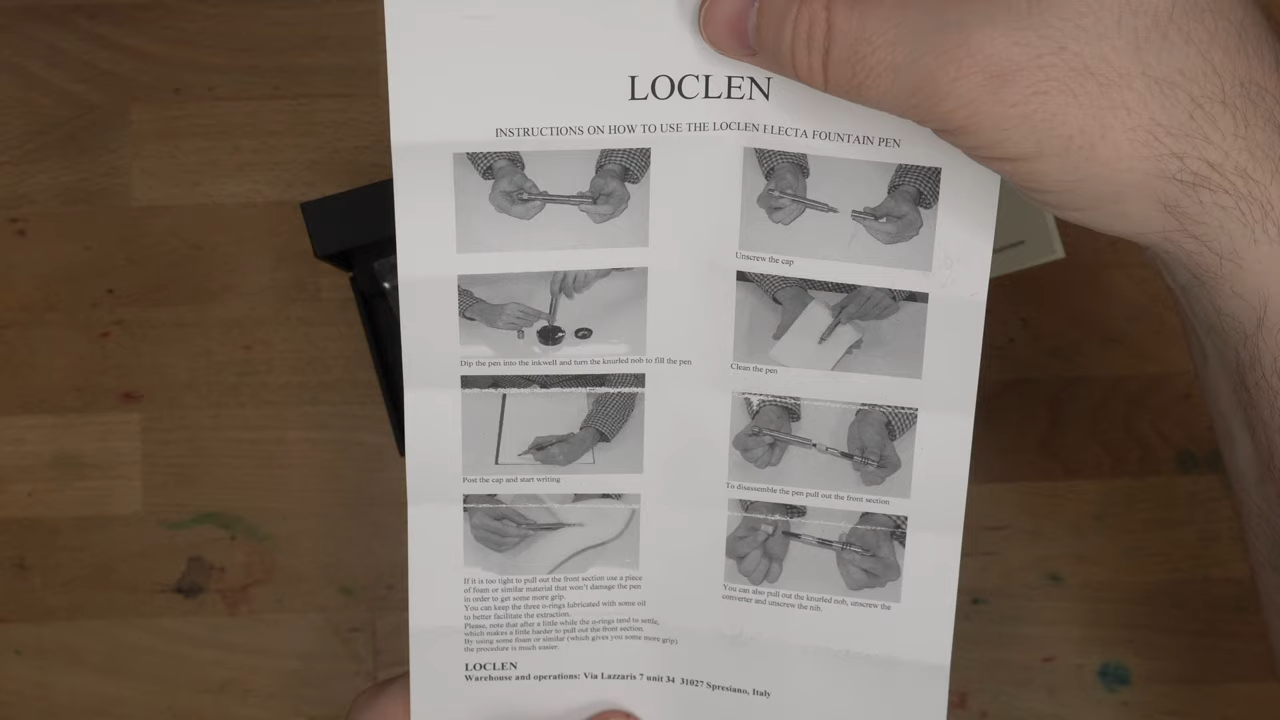 LOCLEN
INSTRUCTIONS ON HOW TO USE THE LOCLEN ELECTA FOUNTAIN PEN
Unscrew the cap
Dip the pen into the inkwell and turn the knurled nob to fill the pen
Clean the pen
Post the cap and start writing
To disassemble the pen pull out the front section
If it is too tight to pull out the front section use a piece
of foam or similar material that won't damage the pen
in order to get some more grip.
You can keep the three o-rings lubricated with some oil
to better facilitate the extraction.
Please, note that after a little while the o-rings tend to settle,
which makes a little harder to pull out the front section.
By using some foam or similar (which gives you some more grip)
the procedure is much easier.
You can also pull out the knurled nob, unscrew the
converter and unscrew the nib.
LOCLEN
Warehouse and operations: Via Lazzaris 7 unit 34 31027 Spresiano, Italy